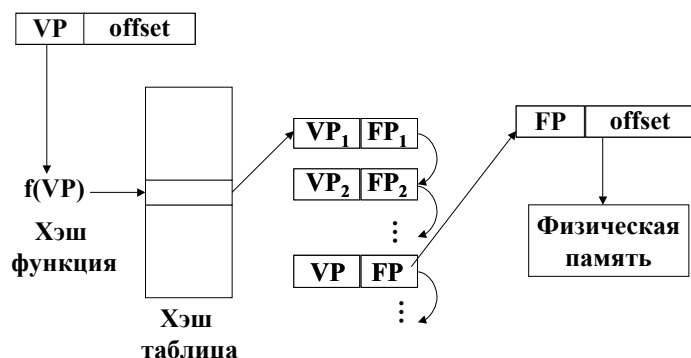 VP offset
f(VP)
Хэш
функция
Хэш
таблица
VP₁ FP₁
VP₂ FP₂
⋮
VP FP
⋮
FP offset
Физическая
память